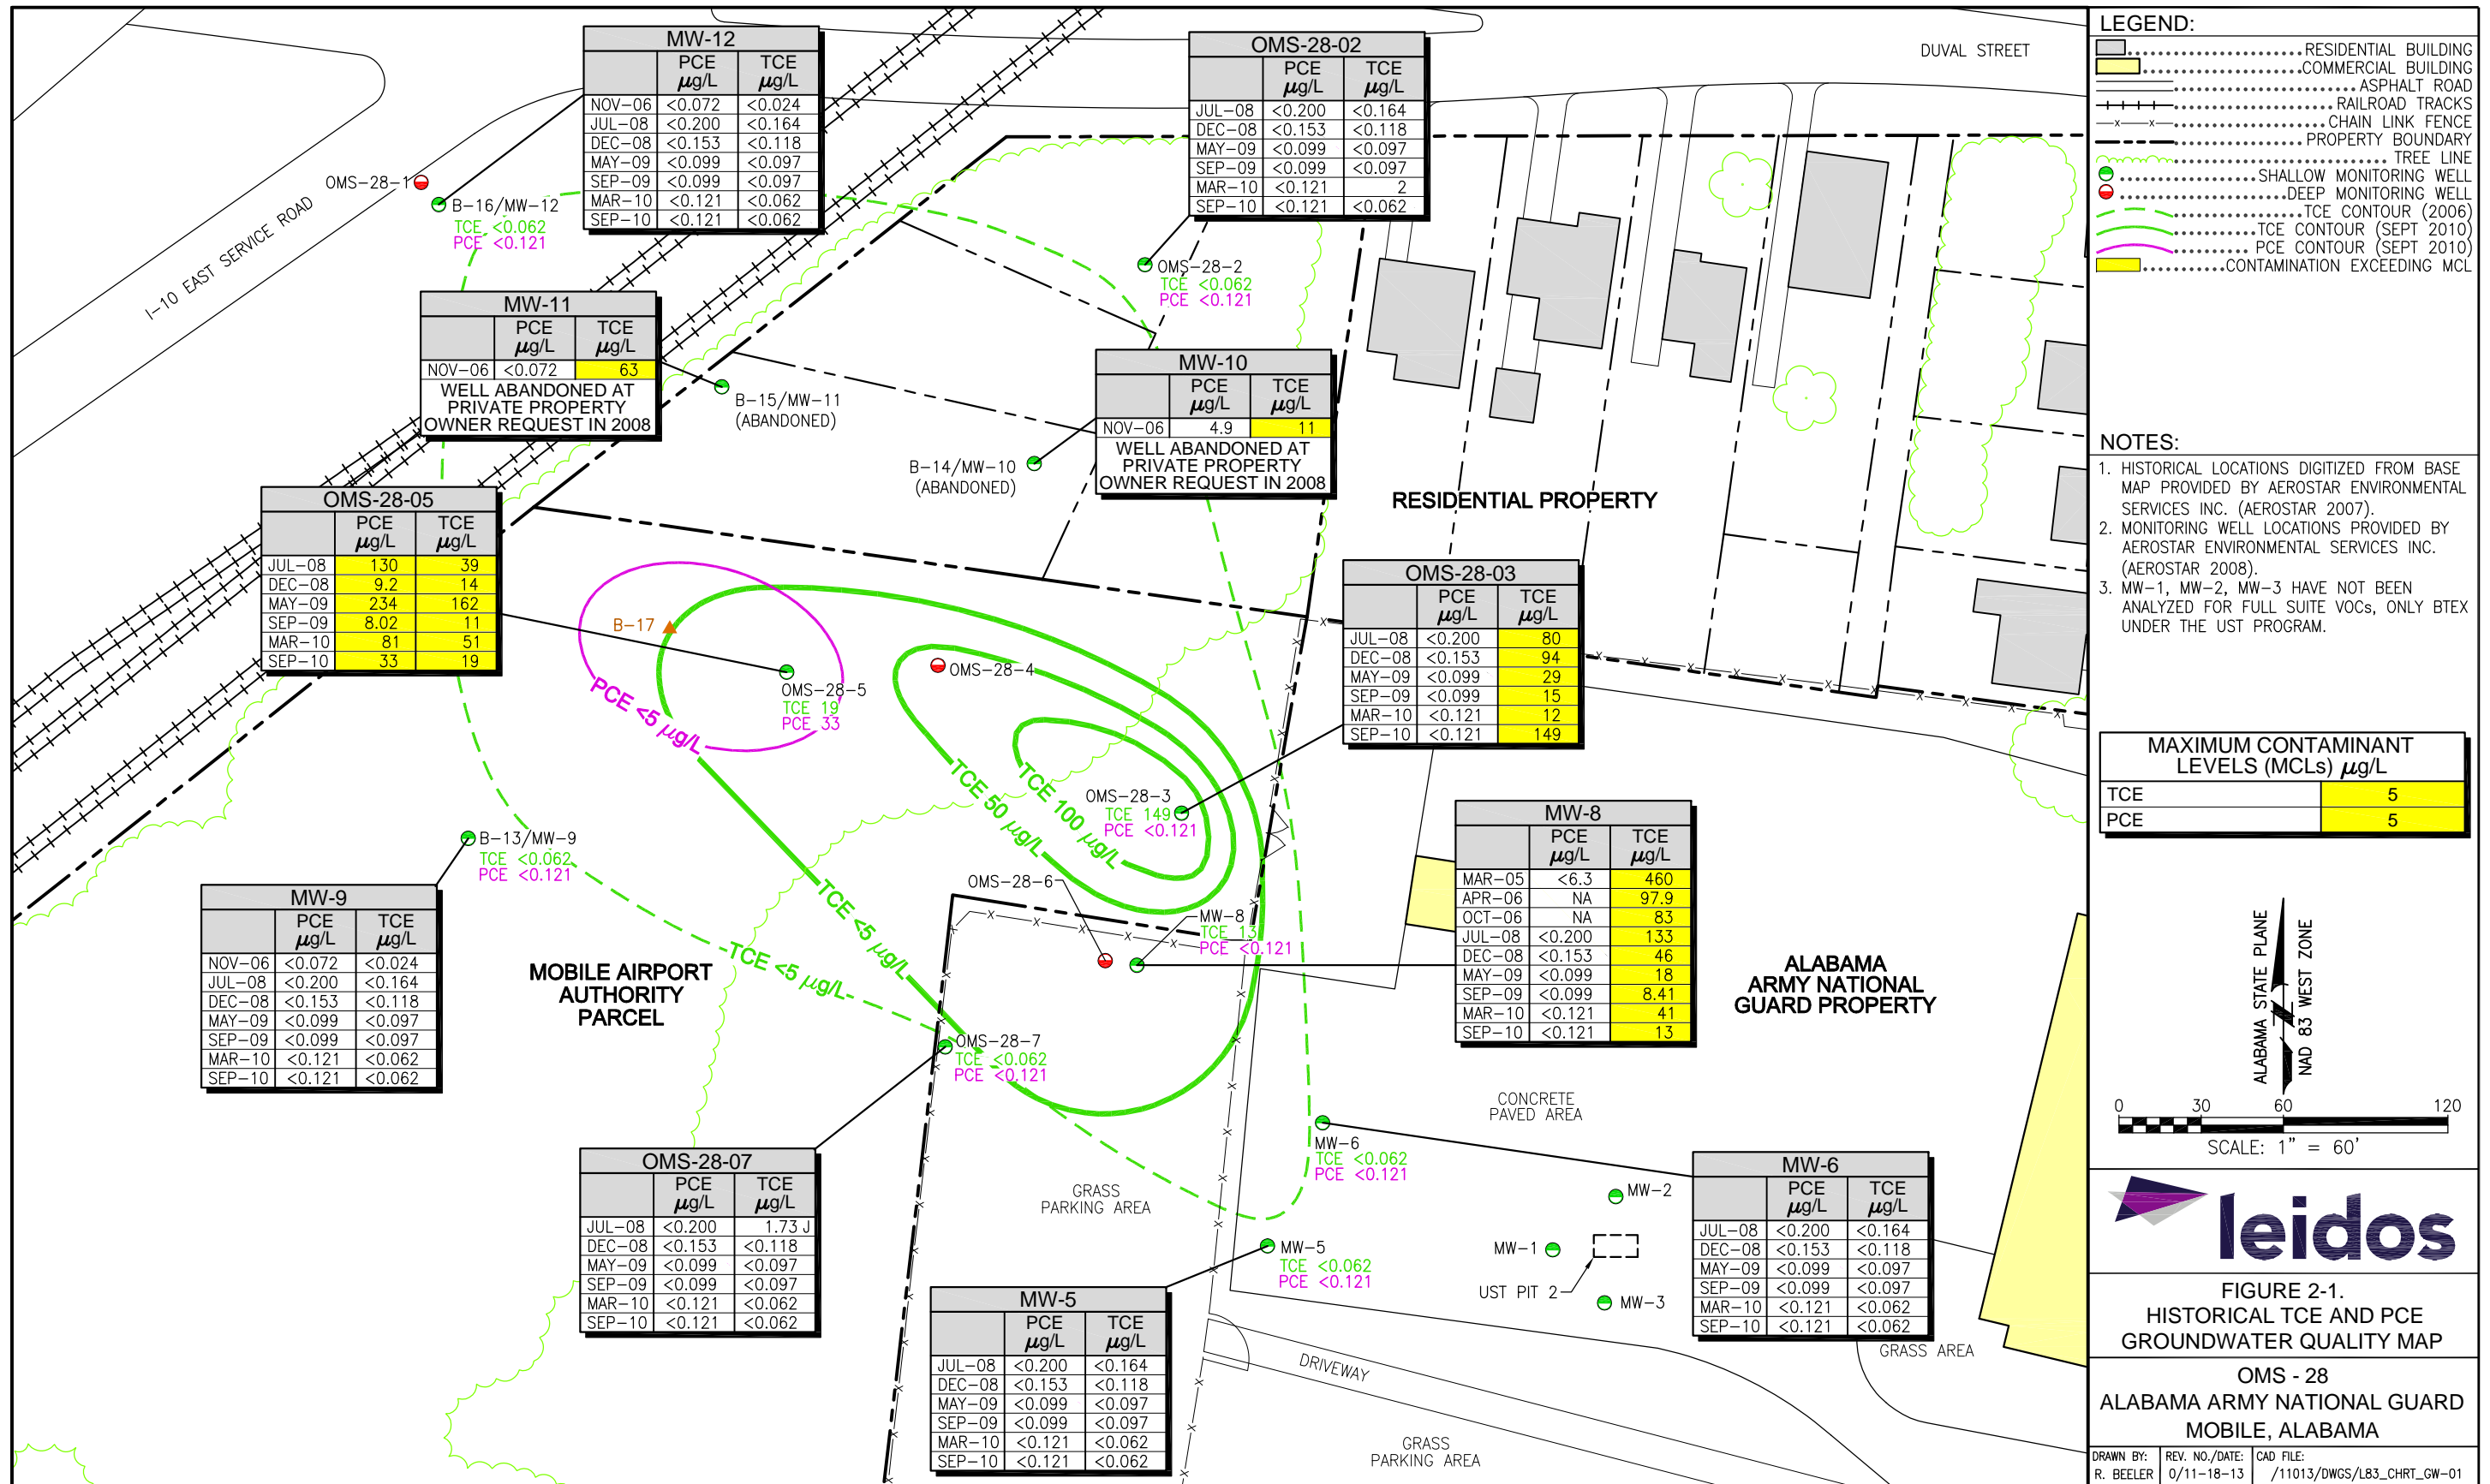 MW-12
PCE TCE
µg/L µg/L
NOV-06 <0.072 <0.024
JUL-08 <0.200 <0.164
DEC-08 <0.153 <0.118
MAY-09 <0.099 <0.097
SEP-09 <0.099 <0.097
MAR-10 <0.121 <0.062
SEP-10 <0.121 <0.062
OMS-28-02
PCE TCE
µg/L µg/L
JUL-08 <0.200 <0.164
DEC-08 <0.153 <0.118
MAY-09 <0.099 <0.097
SEP-09 <0.099 <0.097
MAR-10 <0.121 2
SEP-10 <0.121 <0.062
DUVAL STREET
OMS-28-1
B-16/MW-12
TCE <0.062
PCE <0.121
I-10 EAST SERVICE ROAD
OMS-28-2
TCE <0.062
PCE <0.121
MW-11
PCE TCE
µg/L µg/L
NOV-06 <0.072 63
WELL ABANDONED AT
PRIVATE PROPERTY
OWNER REQUEST IN 2008
B-15/MW-11
(ABANDONED)
MW-10
PCE TCE
µg/L µg/L
NOV-06 4.9 11
WELL ABANDONED AT
PRIVATE PROPERTY
OWNER REQUEST IN 2008
B-14/MW-10
(ABANDONED)
RESIDENTIAL PROPERTY
OMS-28-05
PCE TCE
µg/L µg/L
JUL-08 130 39
DEC-08 9.2 14
MAY-09 234 162
SEP-09 8.02 11
MAR-10 81 51
SEP-10 33 19
B-17
PCE <5 µg/L
OMS-28-5
TCE 19
PCE 33
OMS-28-4
OMS-28-03
PCE TCE
µg/L µg/L
JUL-08 <0.200 80
DEC-08 <0.153 94
MAY-09 <0.099 29
SEP-09 <0.099 15
MAR-10 <0.121 12
SEP-10 <0.121 149
TCE 50 µg/L
TCE 100 µg/L
OMS-28-3
TCE 149
PCE <0.121
B-13/MW-9
TCE <0.062
PCE <0.121
MW-9
PCE TCE
µg/L µg/L
NOV-06 <0.072 <0.024
JUL-08 <0.200 <0.164
DEC-08 <0.153 <0.118
MAY-09 <0.099 <0.097
SEP-09 <0.099 <0.097
MAR-10 <0.121 <0.062
SEP-10 <0.121 <0.062
TCE <5 µg/L
TCE <5 µg/L
MOBILE AIRPORT
AUTHORITY
PARCEL
OMS-28-6
MW-8
TCE 13
PCE <0.121
MW-8
PCE TCE
µg/L µg/L
MAR-05 <6.3 460
APR-06 NA 97.9
OCT-06 NA 83
JUL-08 <0.200 133
DEC-08 <0.153 46
MAY-09 <0.099 18
SEP-09 <0.099 8.41
MAR-10 <0.121 41
SEP-10 <0.121 13
ALABAMA
ARMY NATIONAL
GUARD PROPERTY
OMS-28-7
TCE <0.062
PCE <0.121
CONCRETE
PAVED AREA
MW-6
TCE <0.062
PCE <0.121
OMS-28-07
PCE TCE
µg/L µg/L
JUL-08 <0.200 1.73 J
DEC-08 <0.153 <0.118
MAY-09 <0.099 <0.097
SEP-09 <0.099 <0.097
MAR-10 <0.121 <0.062
SEP-10 <0.121 <0.062
GRASS
PARKING AREA
MW-5
TCE <0.062
PCE <0.121
MW-2
MW-1
UST PIT 2
MW-3
MW-6
PCE TCE
µg/L µg/L
JUL-08 <0.200 <0.164
DEC-08 <0.153 <0.118
MAY-09 <0.099 <0.097
SEP-09 <0.099 <0.097
MAR-10 <0.121 <0.062
SEP-10 <0.121 <0.062
GRASS AREA
MW-5
PCE TCE
µg/L µg/L
JUL-08 <0.200 <0.164
DEC-08 <0.153 <0.118
MAY-09 <0.099 <0.097
SEP-09 <0.099 <0.097
MAR-10 <0.121 <0.062
SEP-10 <0.121 <0.062
DRIVEWAY
GRASS
PARKING AREA
LEGEND:
RESIDENTIAL BUILDING
COMMERCIAL BUILDING
ASPHALT ROAD
RAILROAD TRACKS
CHAIN LINK FENCE
PROPERTY BOUNDARY
TREE LINE
SHALLOW MONITORING WELL
DEEP MONITORING WELL
TCE CONTOUR (2006)
TCE CONTOUR (SEPT 2010)
PCE CONTOUR (SEPT 2010)
CONTAMINATION EXCEEDING MCL
NOTES:
1. HISTORICAL LOCATIONS DIGITIZED FROM BASE
MAP PROVIDED BY AEROSTAR ENVIRONMENTAL
SERVICES INC. (AEROSTAR 2007).
2. MONITORING WELL LOCATIONS PROVIDED BY
AEROSTAR ENVIRONMENTAL SERVICES INC.
(AEROSTAR 2008).
3. MW-1, MW-2, MW-3 HAVE NOT BEEN
ANALYZED FOR FULL SUITE VOCs, ONLY BTEX
UNDER THE UST PROGRAM.
MAXIMUM CONTAMINANT
LEVELS (MCLs) µg/L
TCE 5
PCE 5
ALABAMA STATE PLANE
NAD 83 WEST ZONE
0 30 60 120
SCALE: 1" = 60'
leidos
FIGURE 2-1.
HISTORICAL TCE AND PCE
GROUNDWATER QUALITY MAP
OMS - 28
ALABAMA ARMY NATIONAL GUARD
MOBILE, ALABAMA
DRAWN BY: REV. NO./DATE: CAD FILE:
R. BEELER 0/11-18-13 /11013/DWGS/L83_CHRT_GW-01